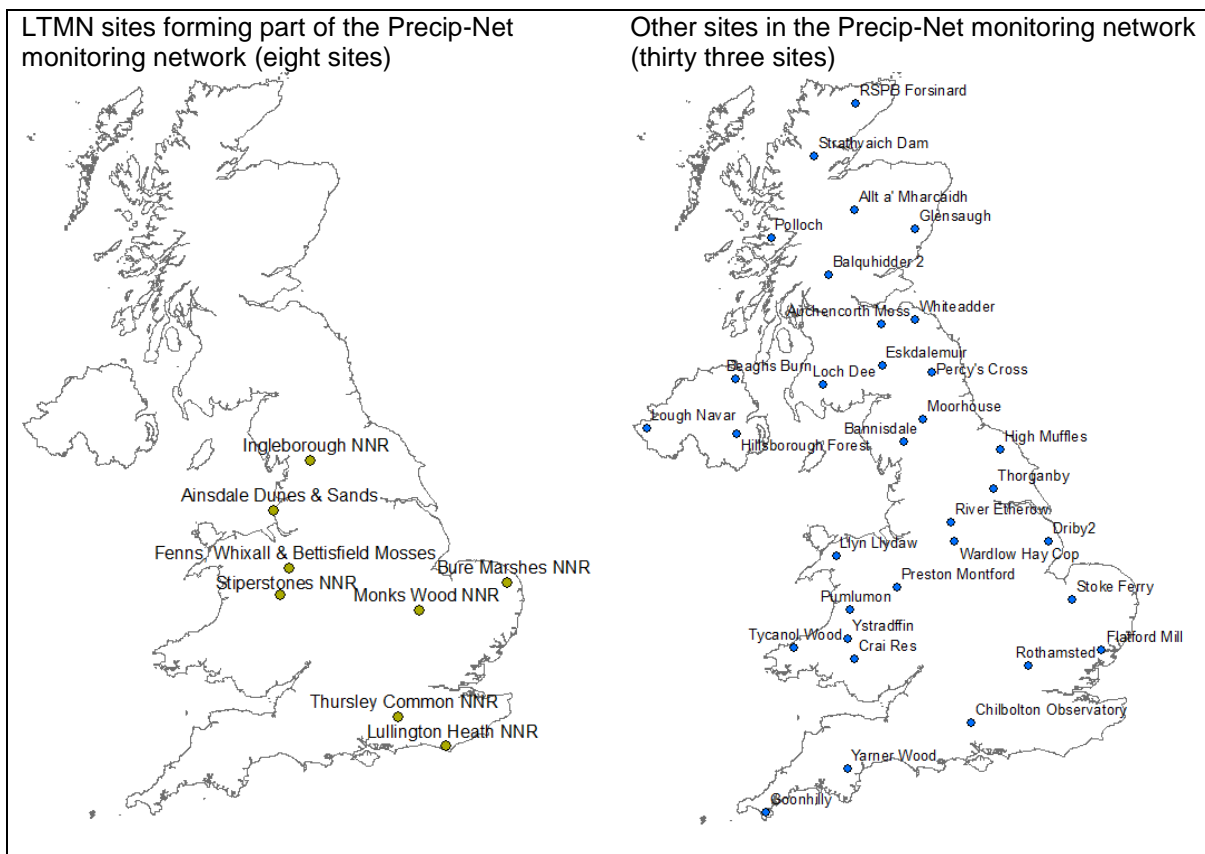 LTMN sites forming part of the Precip-Net
monitoring network (eight sites)
Ingleborough NNR
Ainsdale Dunes & Sands
Fenns, Whixall & Bettisfield Mosses
Bure Marshes NNR
Stiperstones NNR
Monks Wood NNR
Thursley Common NNR
Lullington Heath NNR
Other sites in the Precip-Net monitoring network
(thirty three sites)
RSPB Forsinard
Strathvaich Dam
Allt a' Mharcaidh
Glensaugh
Polloch
Balquhidder 2
Whiteadder
Auchencorth Moss
Eskdalemuir
Beaghs Burn
Loch Dee
Percy's Cross
Moorhouse
Lough Navar
Bannisdale
Hillsborough Forest
High Muffles
Thorganby
River Etherow
Driby2
Llyn Llydaw
Wardlow Hay Cop
Preston Montford
Stoke Ferry
Pumlumon
Ystradffin
Tycanol Wood
Flatford Mill
Crai Res
Rothamsted
Chilbolton Observatory
Yarner Wood
Goonhilly